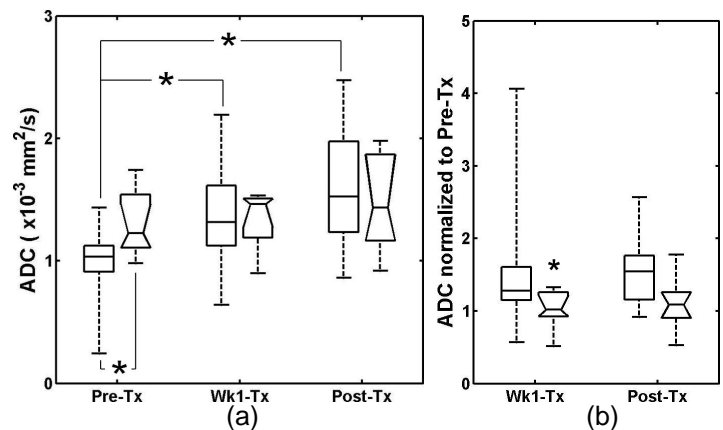 3
2
1
0
ADC ( x10⁻³ mm²/s)
*
*
*
Pre-Tx Wk1-Tx Post-Tx
(a)
5
4
3
2
1
0
ADC normalized to Pre-Tx
*
Wk1-Tx Post-Tx
(b)